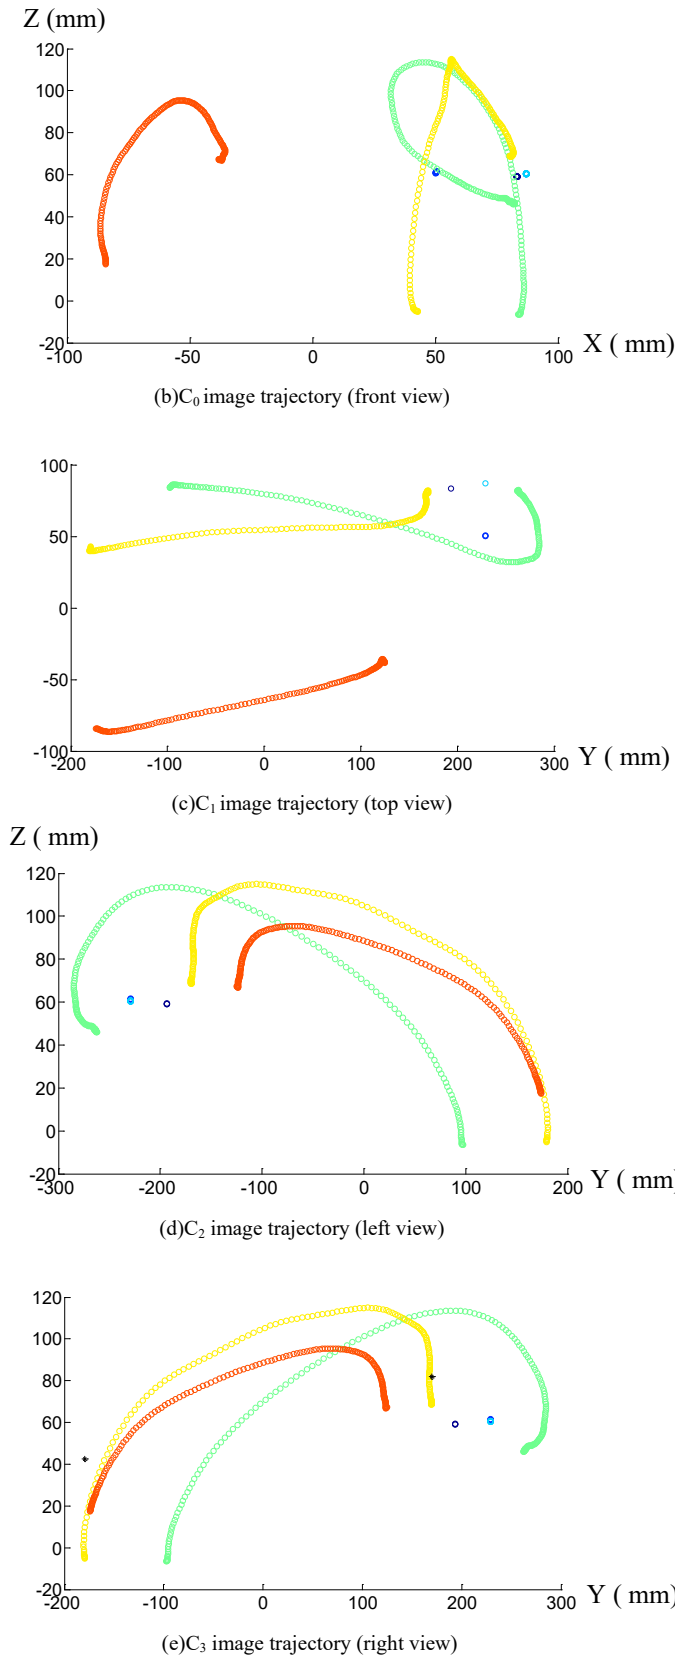 Z (mm)
120
100
80
60
40
20
0
-20
-100 -50 0 50 100
X ( mm)
(b)C₀ image trajectory (front view)
100
50
0
-50
-100
-200 -100 0 100 200 300
Y ( mm)
(c)C₁ image trajectory (top view)
Z ( mm)
120
100
80
60
40
20
0
-20
-300 -200 -100 0 100 200
Y ( mm)
(d)C₂ image trajectory (left view)
120
100
80
60
40
20
0
-20
-200 -100 0 100 200 300
Y ( mm)
(e)C₃ image trajectory (right view)